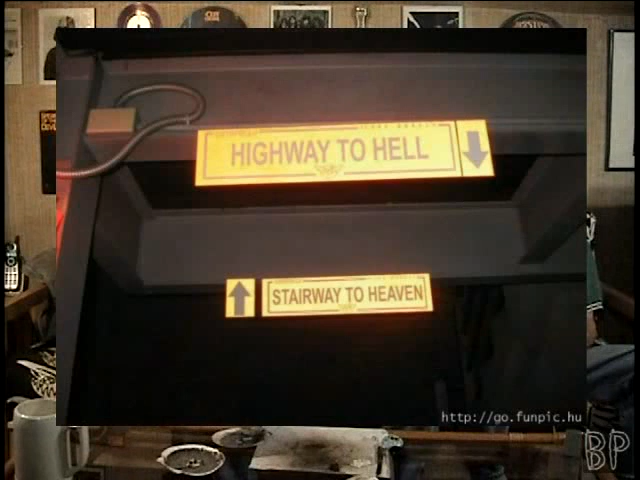 HIGHWAY TO HELL
STAIRWAY TO HEAVEN
http://go.funpic.hu
BP